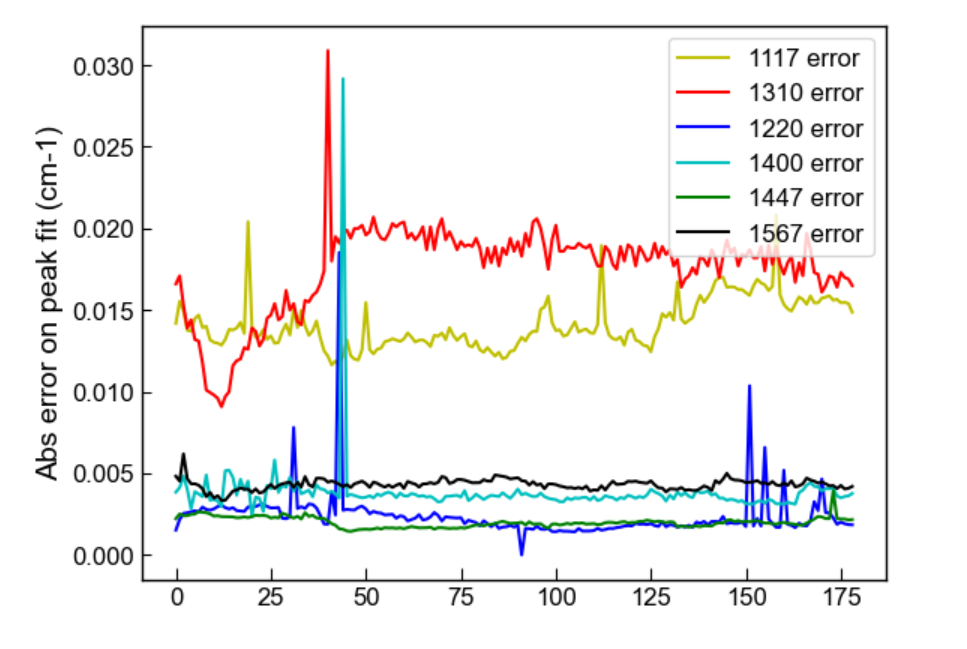 Abs error on peak fit (cm-1)
0.030
0.025
0.020
0.015
0.010
0.005
0.000
0 25 50 75 100 125 150 175
1117 error
1310 error
1220 error
1400 error
1447 error
1567 error